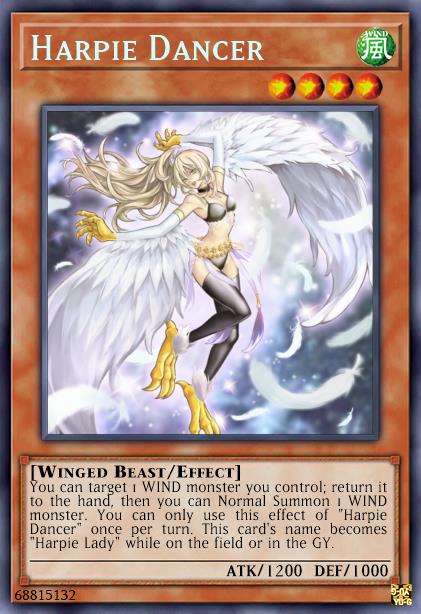 Harpie Dancer
WIND
風
[Winged Beast/Effect]
You can target 1 WIND monster you control; return it
to the hand, then you can Normal Summon 1 WIND
monster. You can only use this effect of "Harpie
Dancer" once per turn. This card's name becomes
"Harpie Lady" while on the field or in the GY.
ATK/1200 DEF/1000
68815132